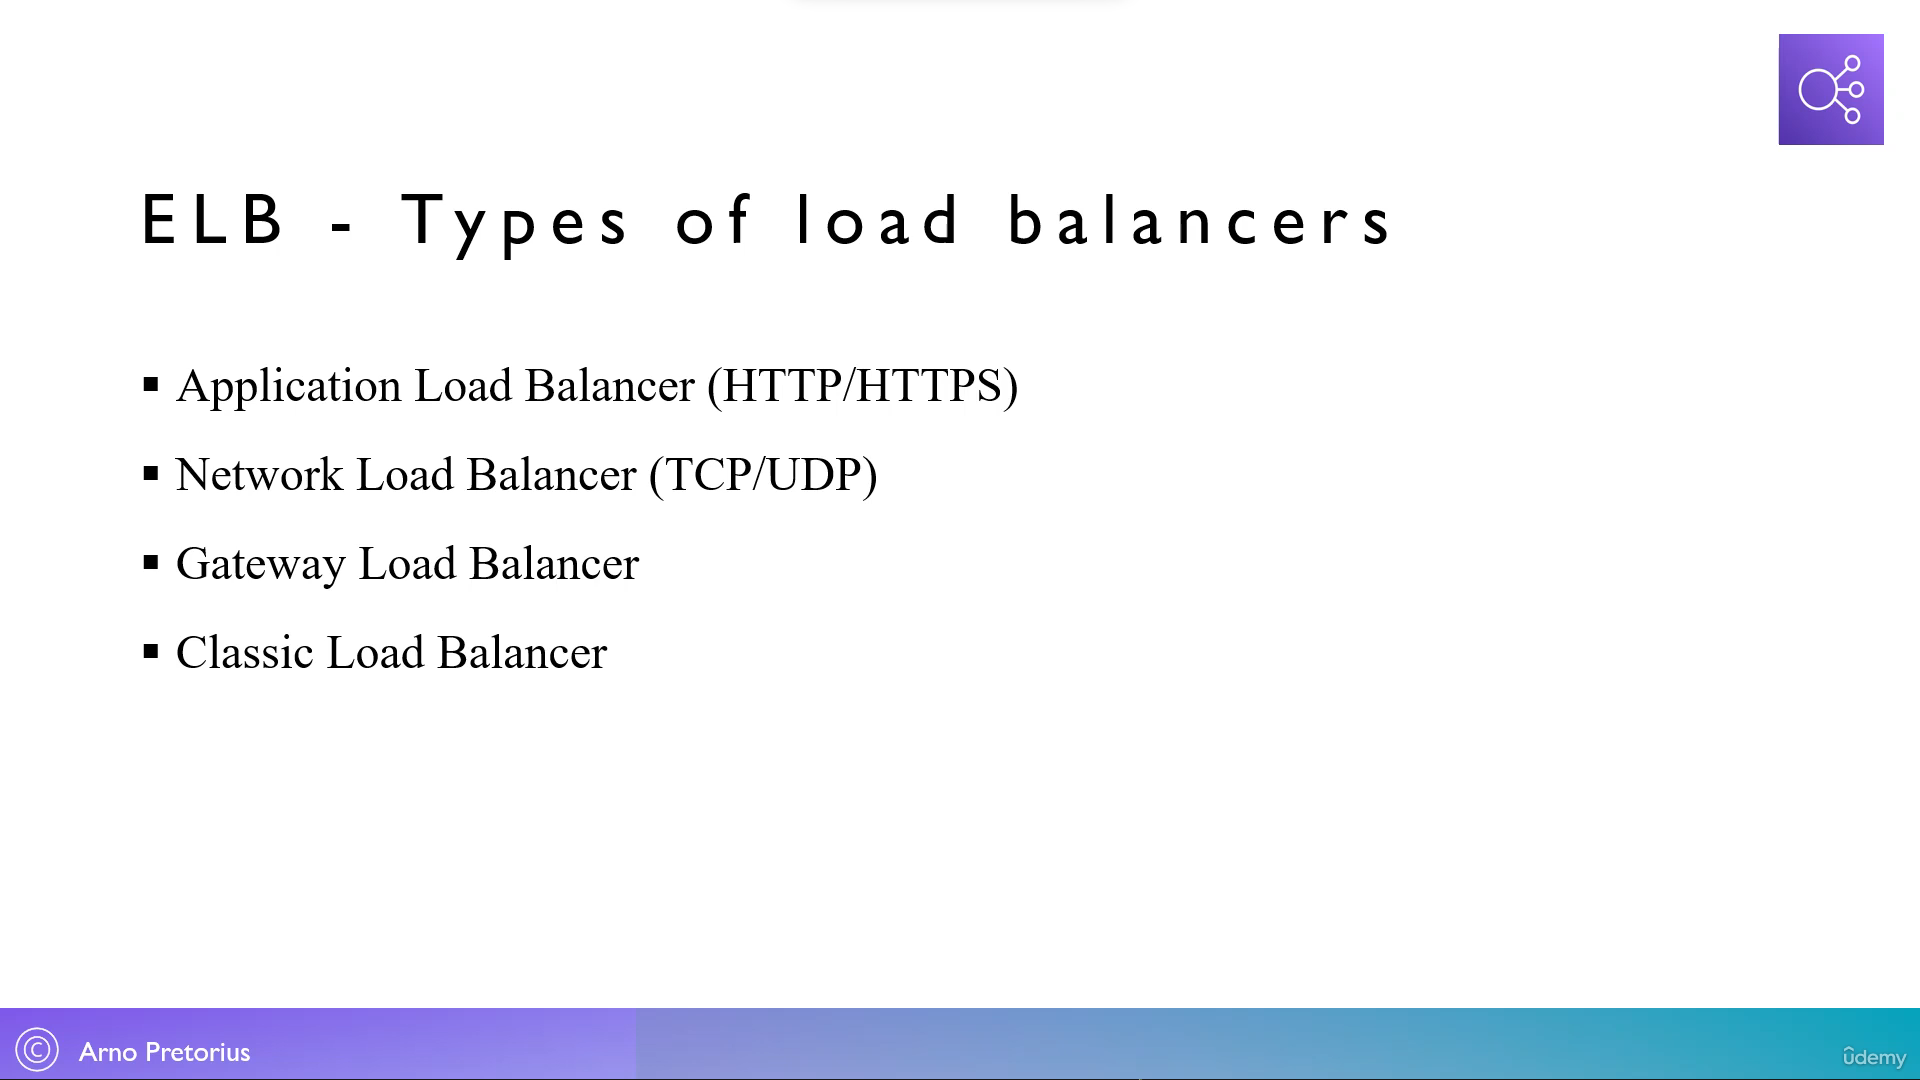 ELB - Types of load balancers
▪ Application Load Balancer (HTTP/HTTPS)
▪ Network Load Balancer (TCP/UDP)
▪ Gateway Load Balancer
▪ Classic Load Balancer
© Arno Pretorius
ûdemy